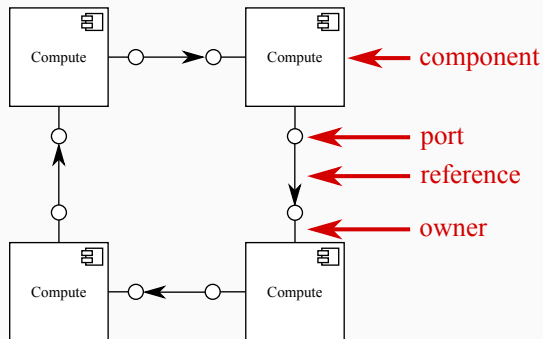 Compute
Compute
component
port
reference
owner
Compute
Compute